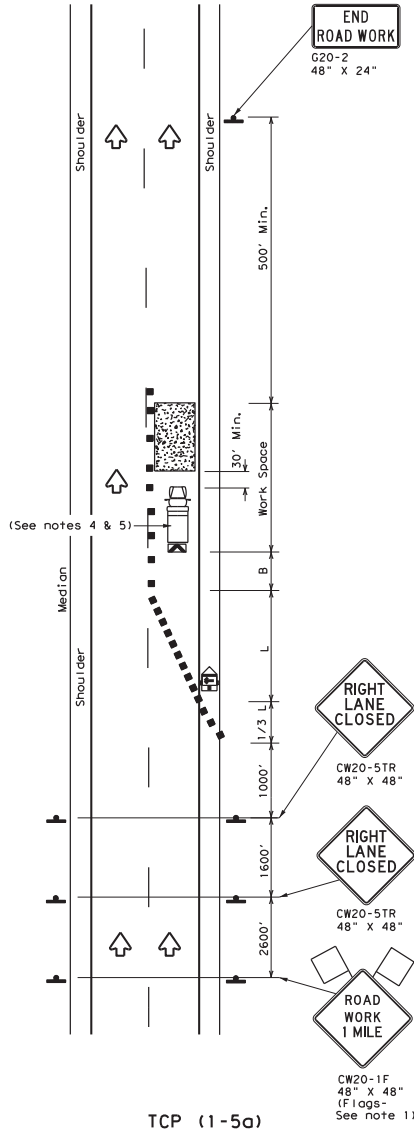 END
ROAD WORK
G20-2
48" X 24"
Shoulder
Shoulder
500' Min.
30' Min.
Work Space
(See notes 4 & 5)
B
Median
Shoulder
L
1/3 L
RIGHT
LANE
CLOSED
CW20-5TR
48" X 48"
1000'
1600'
RIGHT
LANE
CLOSED
CW20-5TR
48" X 48"
2600'
ROAD
WORK
1 MILE
CW20-1F
48" X 48"
(Flags-
See note 1)
TCP (1-5a)